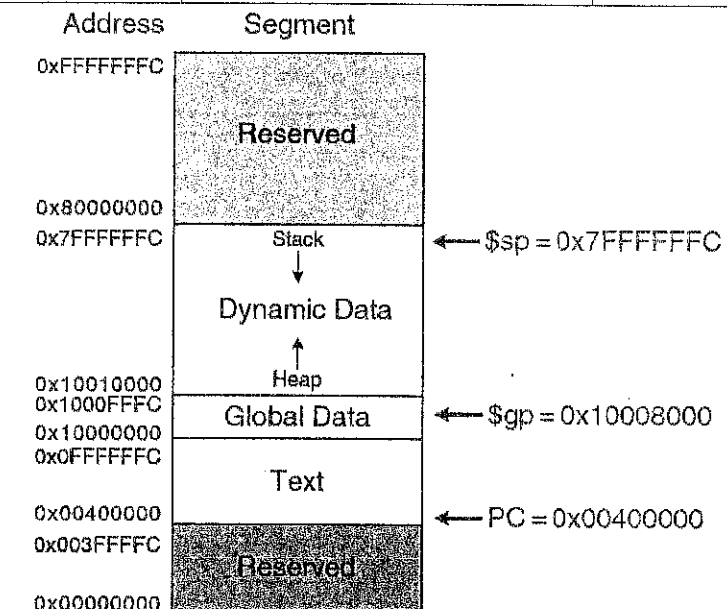 Address Segment
0xFFFFFFFC
Reserved
0x80000000
0x7FFFFFFC Stack $sp = 0x7FFFFFFC
Dynamic Data
0x10010000 Heap
0x1000FFFC
Global Data $gp = 0x10008000
0x10000000
0x0FFFFFFC
Text
0x00400000 PC = 0x00400000
0x003FFFFC
Reserved
0x00000000